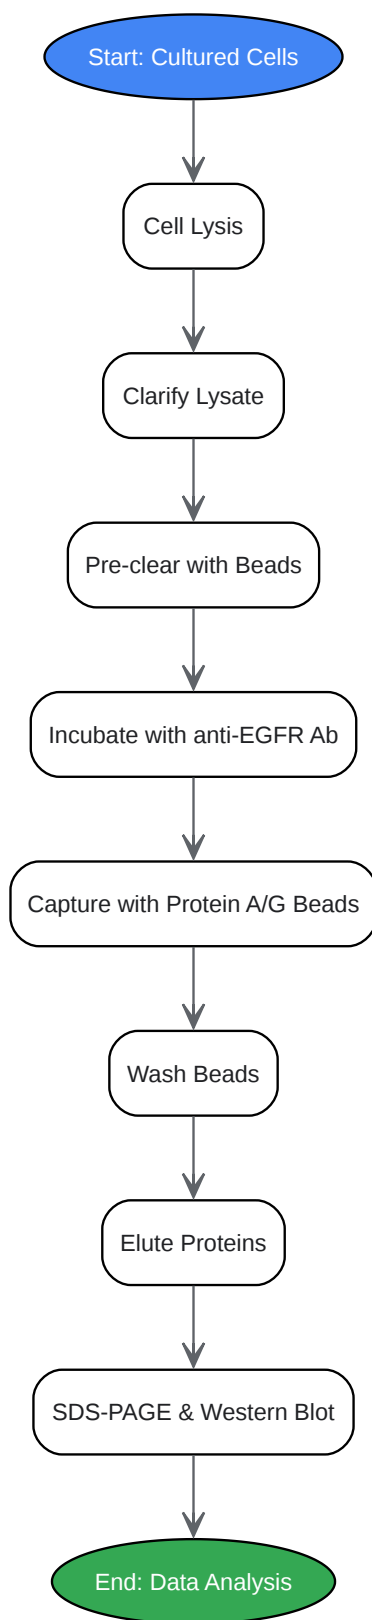 Start: Cultured Cells
Cell Lysis
Clarify Lysate
Pre-clear with Beads
Incubate with anti-EGFR Ab
Capture with Protein A/G Beads
Wash Beads
Elute Proteins
SDS-PAGE & Western Blot
End: Data Analysis